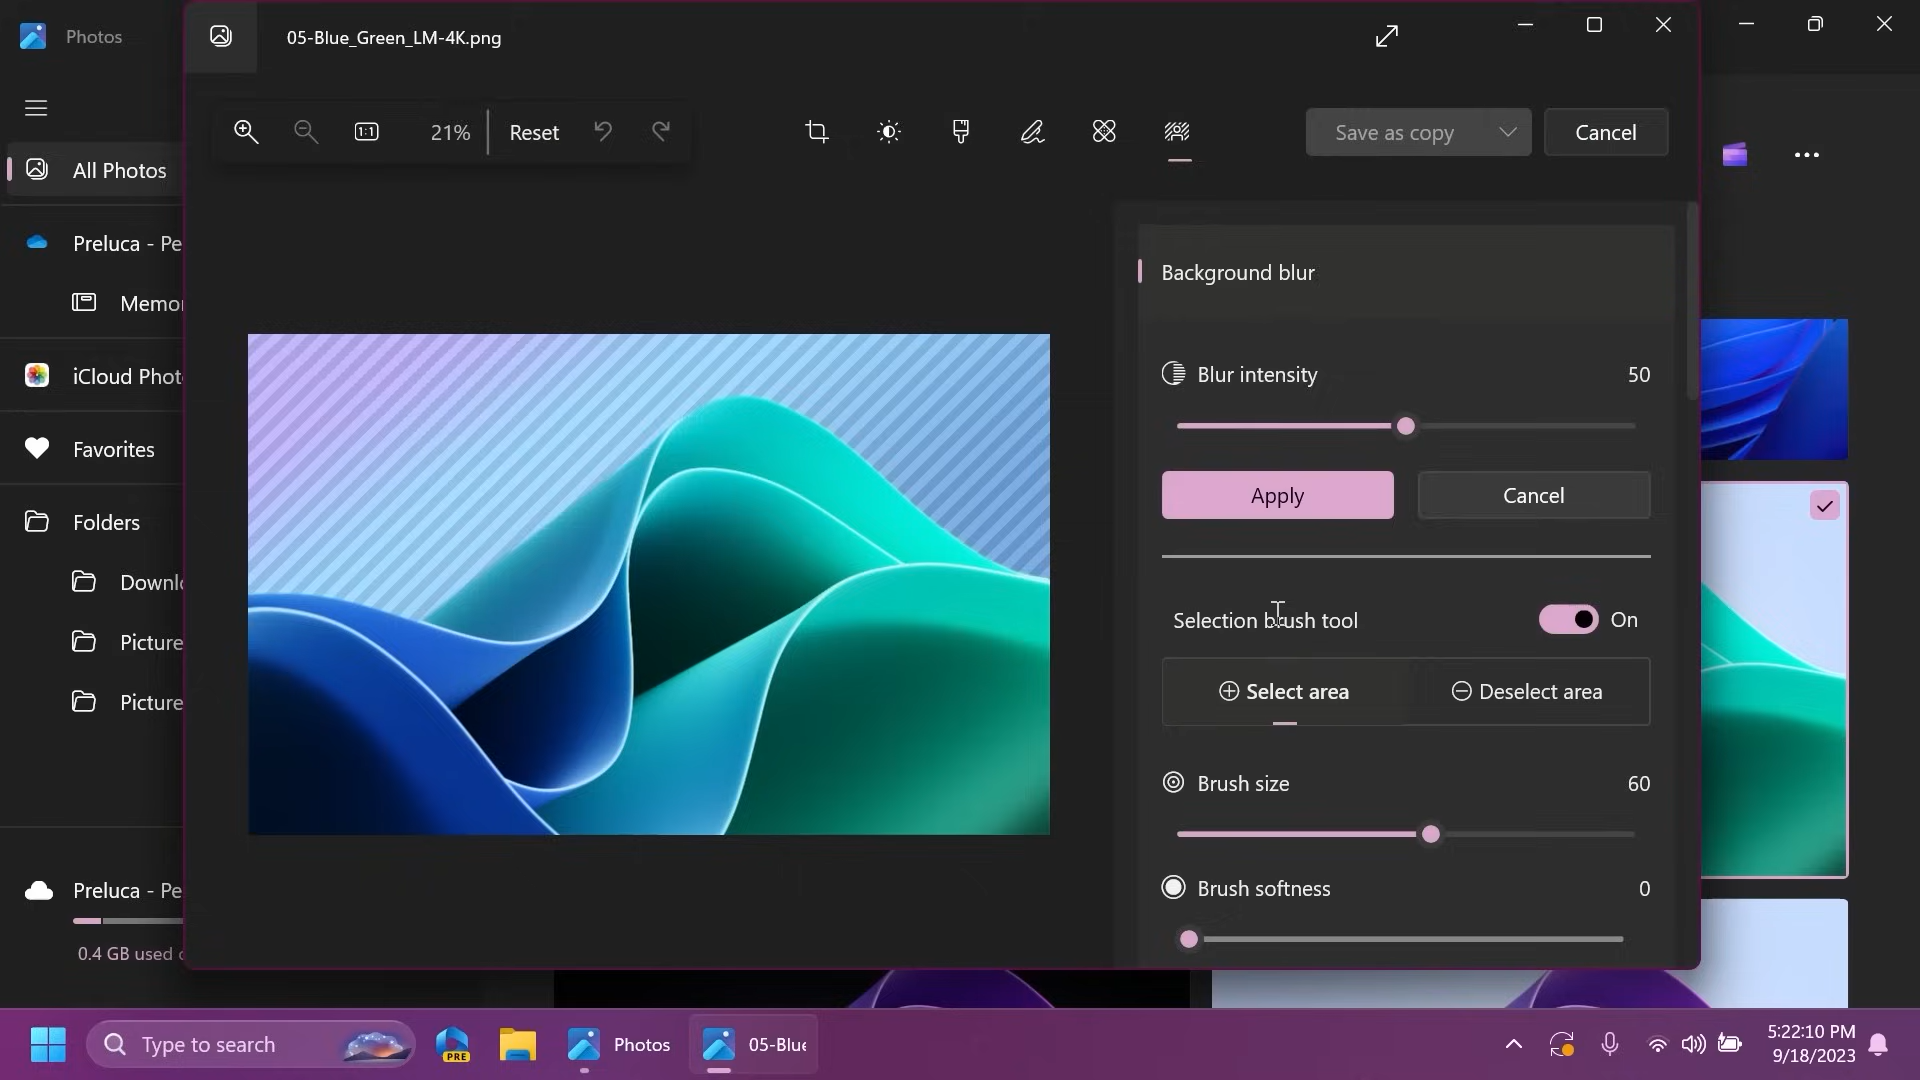 Photos
05-Blue_Green_LM-4K.png
21%
Reset
Save as copy
Cancel
All Photos
Preluca - Pe
Memor
iCloud Phot
Favorites
Folders
Downlo
Picture
Picture
Preluca - Pe
0.4 GB used o
Background blur
Blur intensity 50
Apply
Cancel
Selection brush tool
On
Select area
Deselect area
Brush size 60
Brush softness 0
Type to search
PRE
Photos
05-Blue
5:22:10 PM
9/18/2023